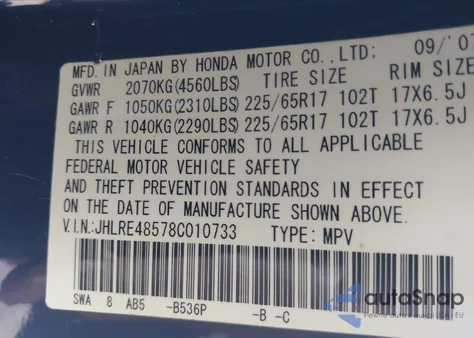 MFD. IN JAPAN BY HONDA MOTOR CO., LTD: 09/'07
GVWR 2070KG(4560LBS) TIRE SIZE RIM SIZE
GAWR F 1050KG(2310LBS) 225/65R17 102T 17X6.5J
GAWR R 1040KG(2290LBS) 225/65R17 102T 17X6.5J
THIS VEHICLE CONFORMS TO ALL APPLICABLE
FEDERAL MOTOR VEHICLE SAFETY
AND THEFT PREVENTION STANDARDS IN EFFECT
ON THE DATE OF MANUFACTURE SHOWN ABOVE.
V.I.N.:JHLRE48578C010733 TYPE: MPV
SWA 8 AB5 -B536P -B -C
autoSnap